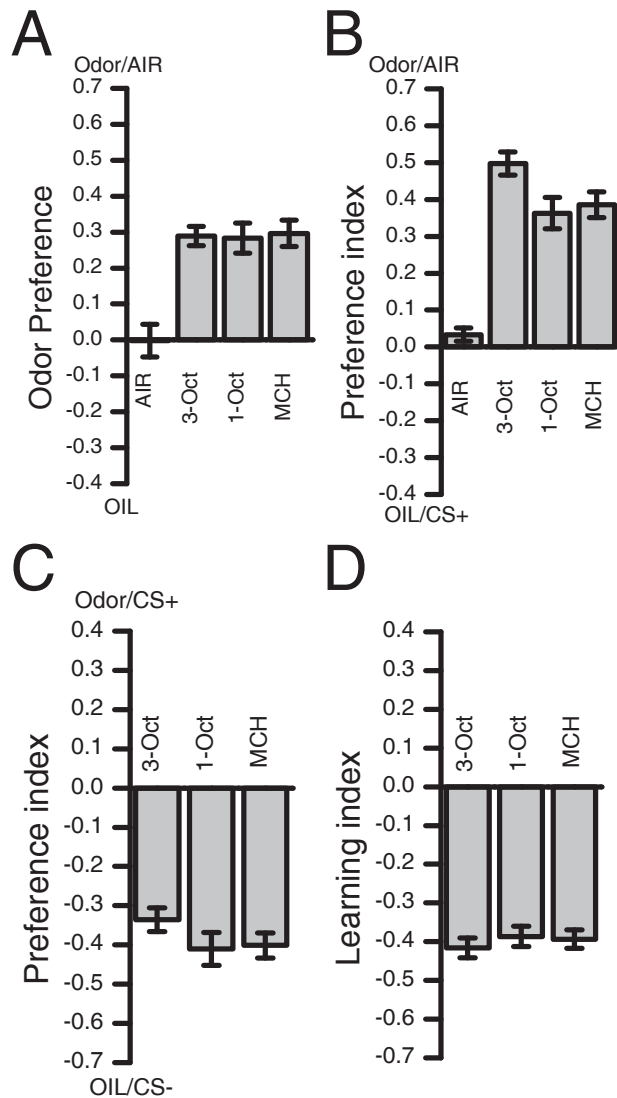 A
Odor/AIR
0.7
0.6
0.5
0.4
0.3
0.2
0.1
0.0
-0.1
-0.2
-0.3
-0.4
Odor Preference
AIR
3-Oct
1-Oct
MCH
OIL
B
Odor/AIR
0.7
0.6
0.5
0.4
0.3
0.2
0.1
0.0
-0.1
-0.2
-0.3
-0.4
Preference index
AIR
3-Oct
1-Oct
MCH
OIL/CS+
C
Odor/CS+
0.4
0.3
0.2
0.1
0.0
-0.1
-0.2
-0.3
-0.4
-0.5
-0.6
-0.7
Preference index
3-Oct
1-Oct
MCH
OIL/CS-
D
0.4
0.3
0.2
0.1
0.0
-0.1
-0.2
-0.3
-0.4
-0.5
-0.6
-0.7
Learning index
3-Oct
1-Oct
MCH